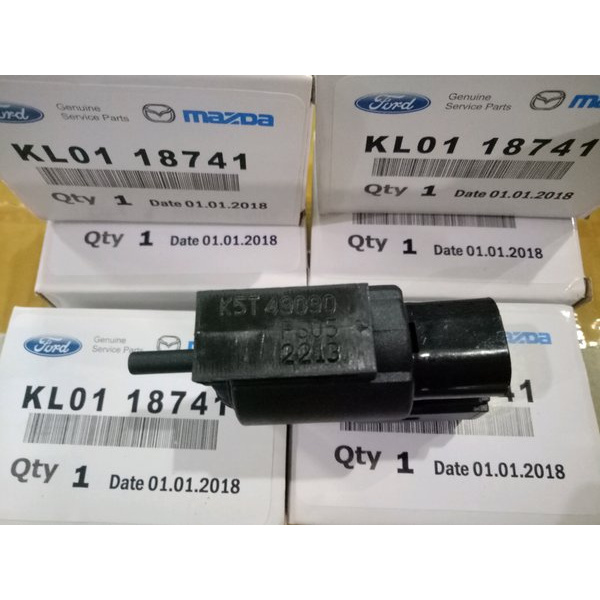 Ford
Genuine
Service Parts
mazda
KL01 18741
Qty 1 Date 01.01.2018
Ford
Genuine
Service Parts
KL01 18741
Qty 1 Date 01.01.2018
Qty 1 Date 01.01.2018
Qty 1 Date 01.01.2018
K5T49090
2213
Ford
Genuine
Service Parts
KL01 18741
Qty 1 Date 01.01.2018
mazda
41
Qty 1 Date 01.01.2018